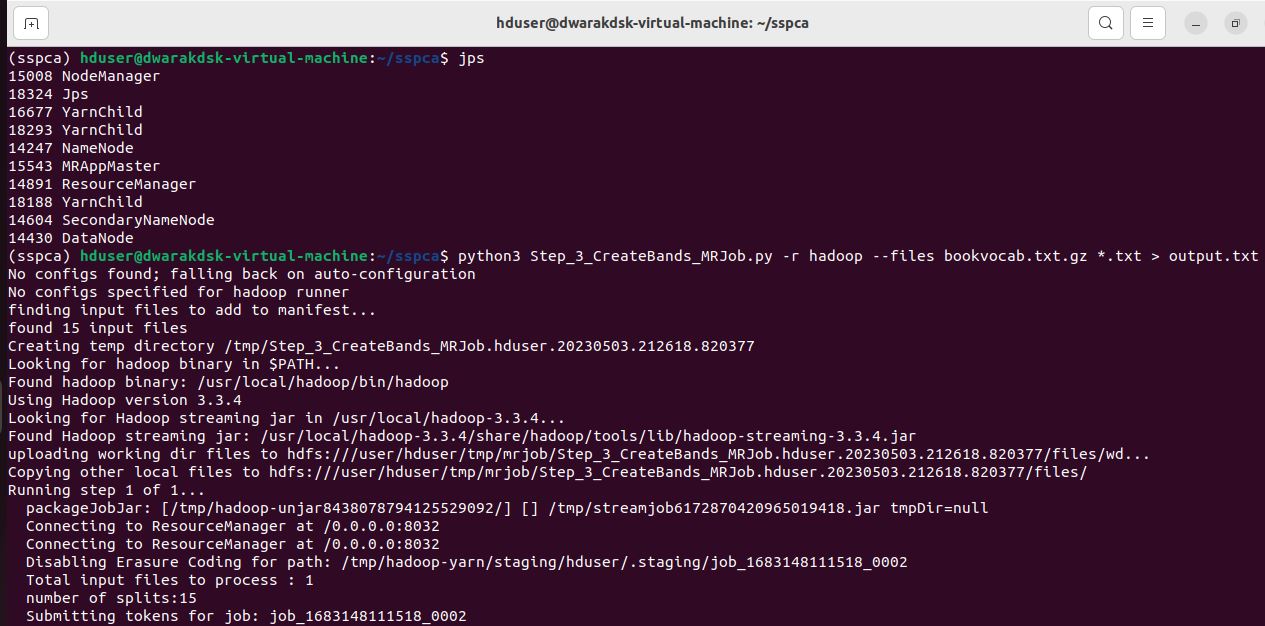 hduser@dwarakdsk-virtual-machine: ~/sspca
(sspca) hduser@dwarakdsk-virtual-machine:~/sspca$ jps
15008 NodeManager
18324 Jps
16677 YarnChild
18293 YarnChild
14247 NameNode
15543 MRAppMaster
14891 ResourceManager
18188 YarnChild
14604 SecondaryNameNode
14430 DataNode
(sspca) hduser@dwarakdsk-virtual-machine:~/sspca$ python3 Step_3_CreateBands_MRJob.py -r hadoop --files bookvocab.txt.gz *.txt > output.txt
No configs found; falling back on auto-configuration
No configs specified for hadoop runner
finding input files to add to manifest...
found 15 input files
Creating temp directory /tmp/Step_3_CreateBands_MRJob.hduser.20230503.212618.820377
Looking for hadoop binary in $PATH...
Found hadoop binary: /usr/local/hadoop/bin/hadoop
Using Hadoop version 3.3.4
Looking for Hadoop streaming jar in /usr/local/hadoop-3.3.4...
Found Hadoop streaming jar: /usr/local/hadoop-3.3.4/share/hadoop/tools/lib/hadoop-streaming-3.3.4.jar
uploading working dir files to hdfs:///user/hduser/tmp/mrjob/Step_3_CreateBands_MRJob.hduser.20230503.212618.820377/files/wd...
Copying other local files to hdfs:///user/hduser/tmp/mrjob/Step_3_CreateBands_MRJob.hduser.20230503.212618.820377/files/
Running step 1 of 1...
  packageJobJar: [/tmp/hadoop-unjar8438078794125529092/] [] /tmp/streamjob6172870420965019418.jar tmpDir=null
  Connecting to ResourceManager at /0.0.0.0:8032
  Connecting to ResourceManager at /0.0.0.0:8032
  Disabling Erasure Coding for path: /tmp/hadoop-yarn/staging/hduser/.staging/job_1683148111518_0002
  Total input files to process : 1
  number of splits:15
  Submitting tokens for job: job_1683148111518_0002